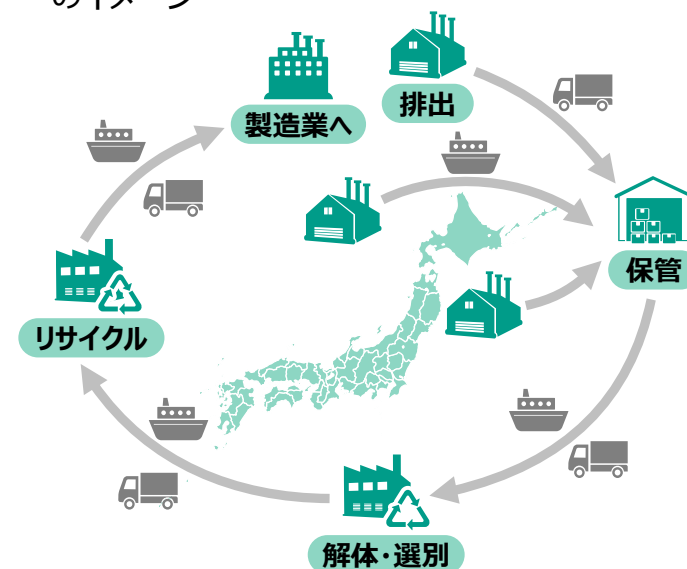 のイメージ
排出
製造業へ
保管
リサイクル
解体・選別